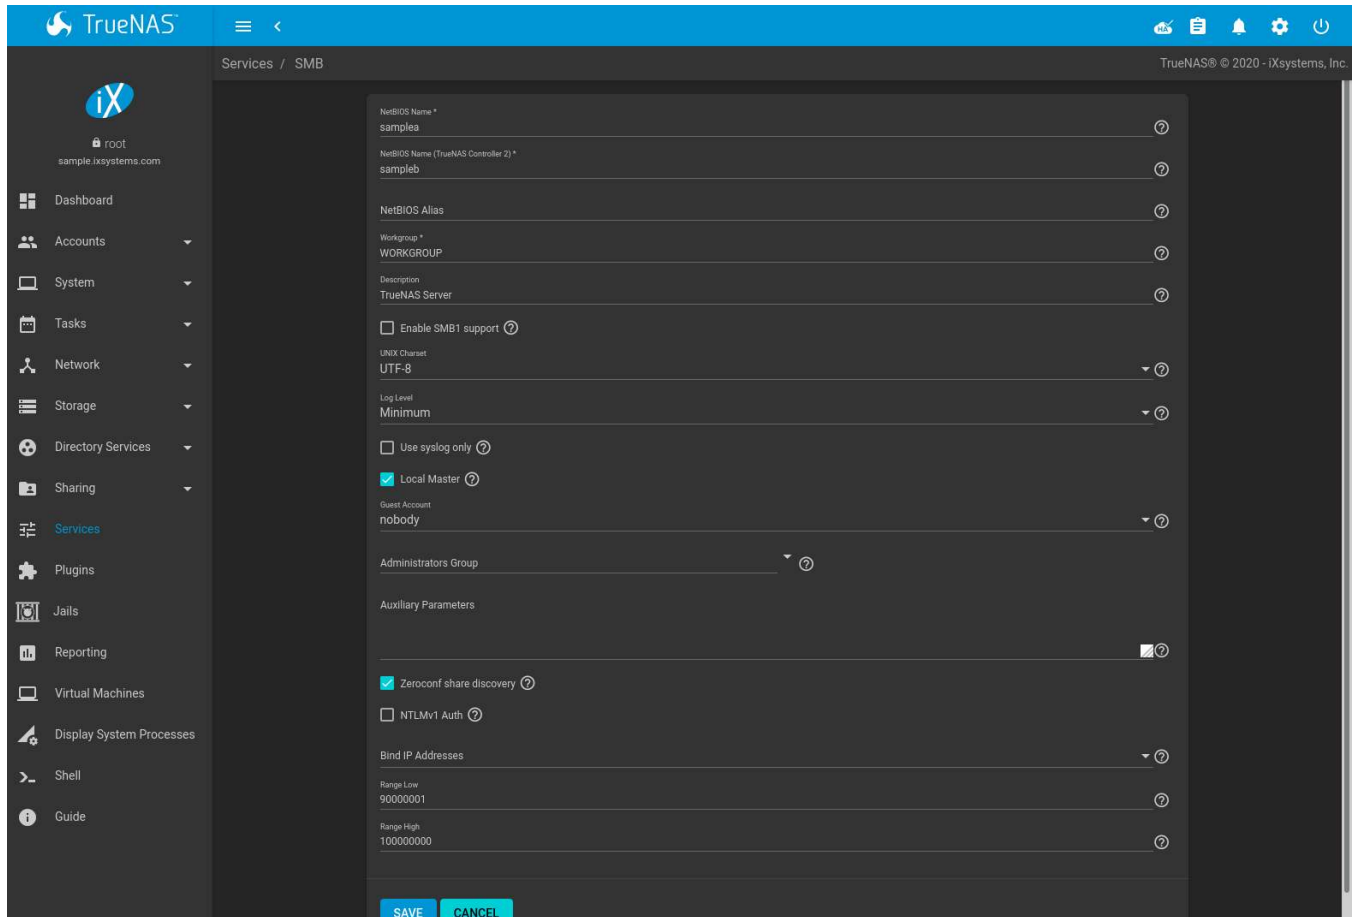 TrueNAS™
HA
Services / SMB
TrueNAS® © 2020 - iXsystems, Inc.
iX
root
sample.ixsystems.com
Dashboard
Accounts
System
Tasks
Network
Storage
Directory Services
Sharing
Services
Plugins
Jails
Reporting
Virtual Machines
Display System Processes
Shell
Guide
NetBIOS Name *
samplea
NetBIOS Name (TrueNAS Controller 2) *
sampleb
NetBIOS Alias
Workgroup *
WORKGROUP
Description
TrueNAS Server
Enable SMB1 support
UNIX Charset
UTF-8
Log Level
Minimum
Use syslog only
Local Master
Guest Account
nobody
Administrators Group
Auxiliary Parameters
Zeroconf share discovery
NTLMv1 Auth
Bind IP Addresses
Range Low
90000001
Range High
100000000
SAVE CANCEL